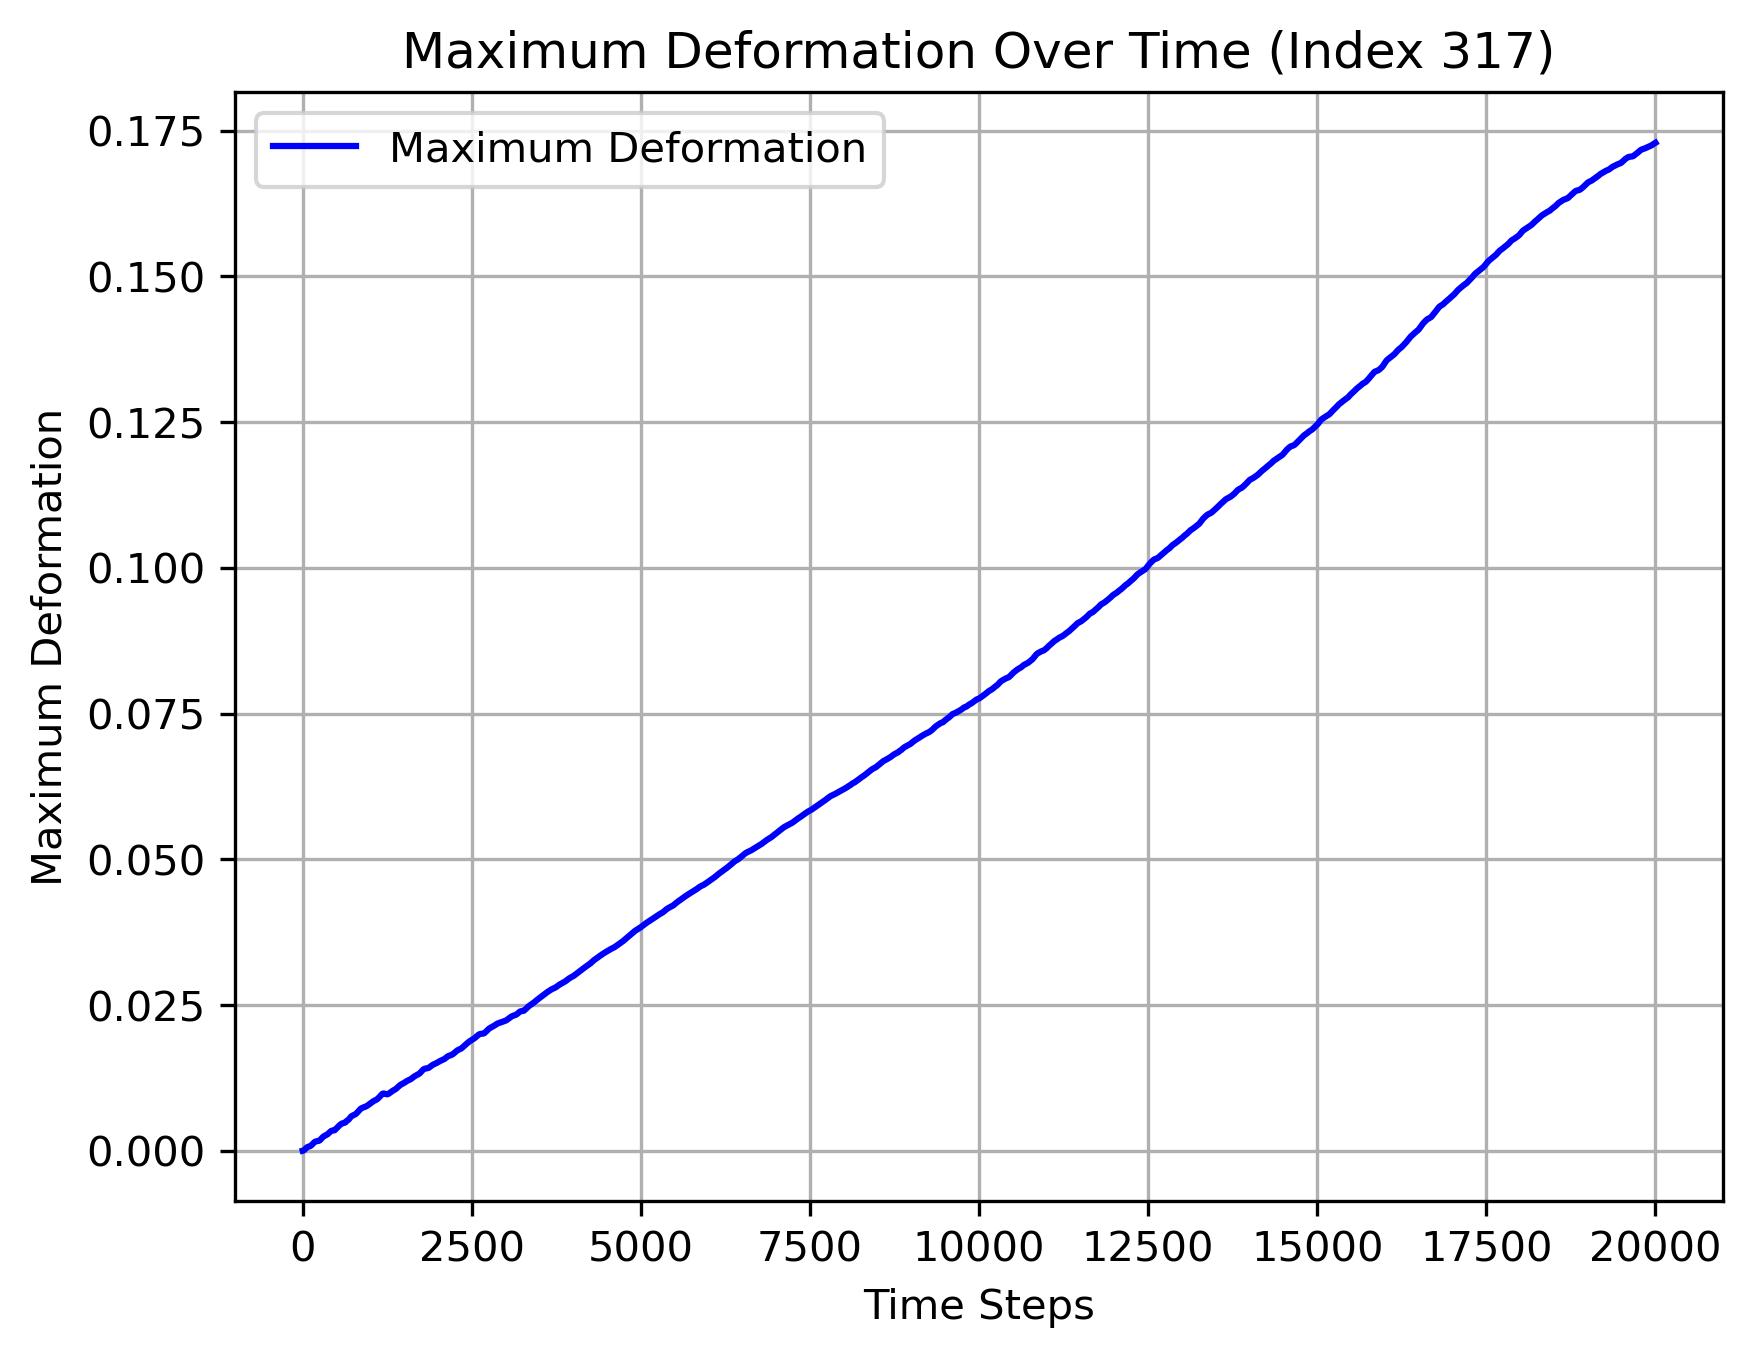 Maximum Deformation Over Time (Index 317)
Maximum Deformation
0.175
0.150
0.125
0.100
0.075
0.050
0.025
0.000
Maximum Deformation
0 2500 5000 7500 10000 12500 15000 17500 20000
Time Steps